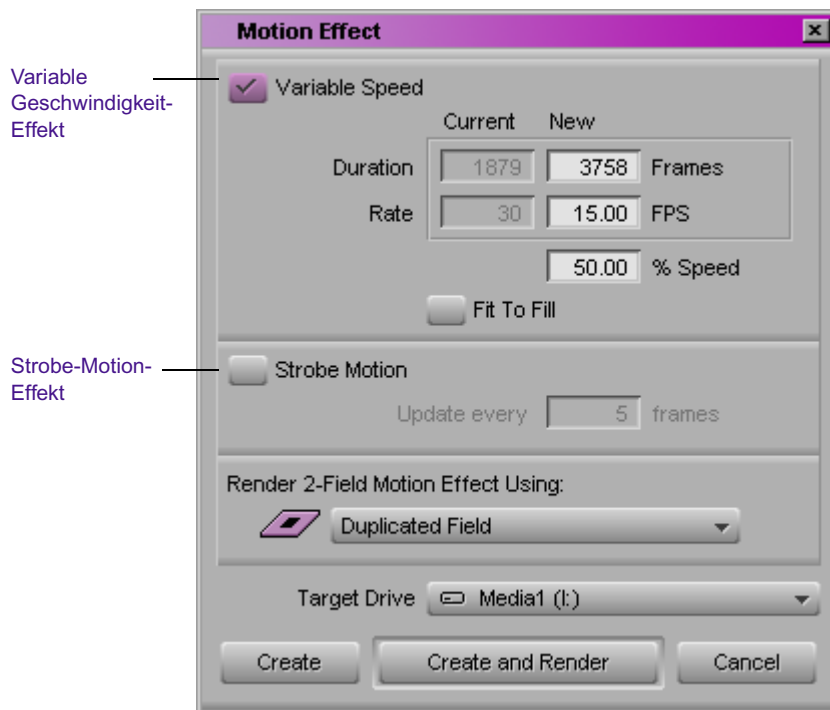 Motion Effect
Variable
Geschwindigkeit-
Effekt
Variable Speed
Current New
Duration 1879 3758 Frames
Rate 30 15.00 FPS
50.00 % Speed
Fit To Fill
Strobe-Motion-
Effekt
Strobe Motion
Update every 5 frames
Render 2-Field Motion Effect Using:
Duplicated Field
Target Drive Media1 (I:)
Create Create and Render Cancel